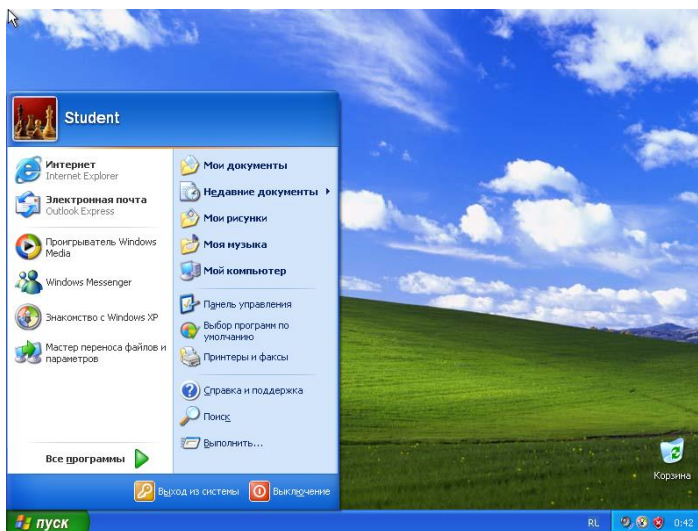 Student
Интернет
Internet Explorer
Электронная почта
Outlook Express
Проигрыватель Windows
Media
Windows Messenger
Знакомство с Windows XP
Мастер переноса файлов и
параметров
Все программы
Мои документы
Недавние документы
Мои рисунки
Моя музыка
Мой компьютер
Панель управления
Выбор программ по
умолчанию
Принтеры и факсы
Справка и поддержка
Поиск
Выполнить...
Выход из системы
Выключение
Корзина
пуск
RL
0:42